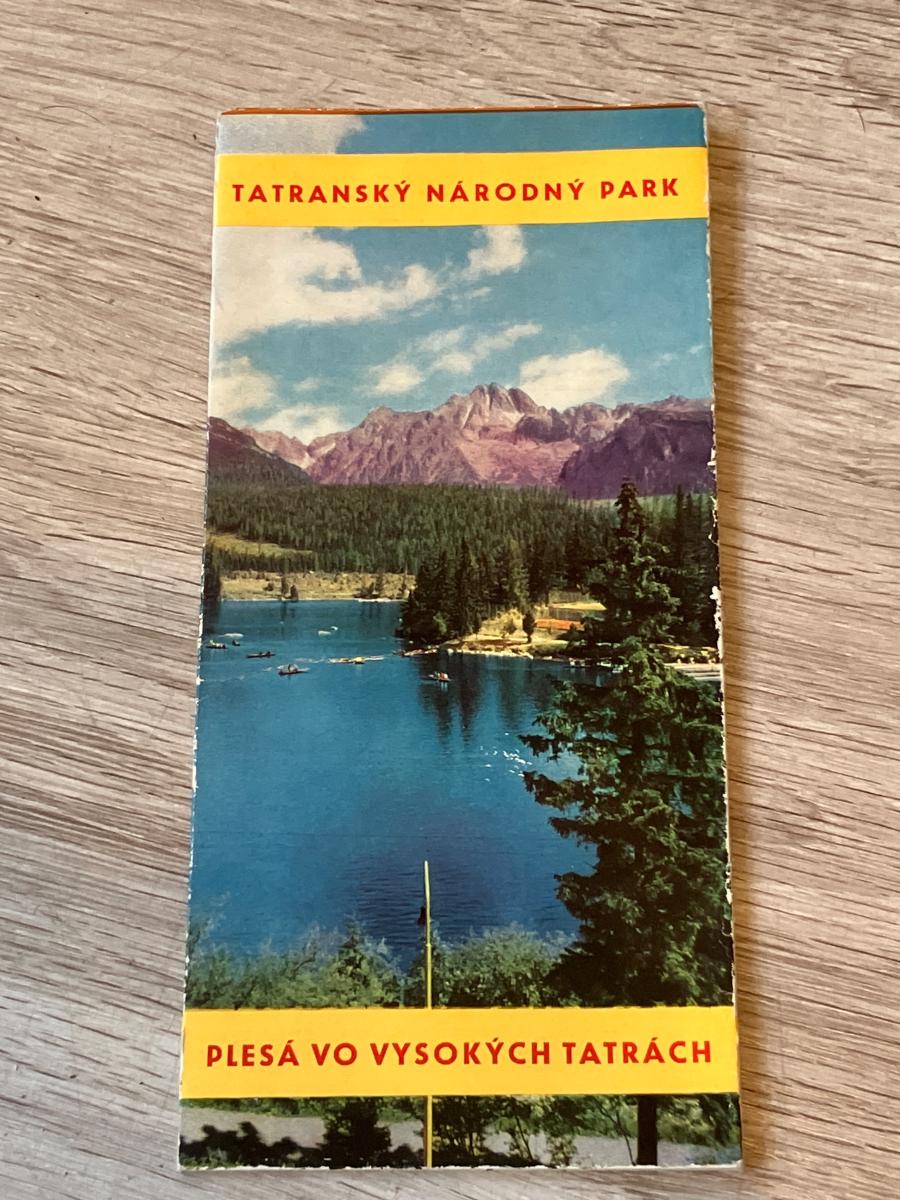 TATRANSKÝ NÁRODNÝ PARK
PLESÁ VO VYSOKÝCH TATRÁCH